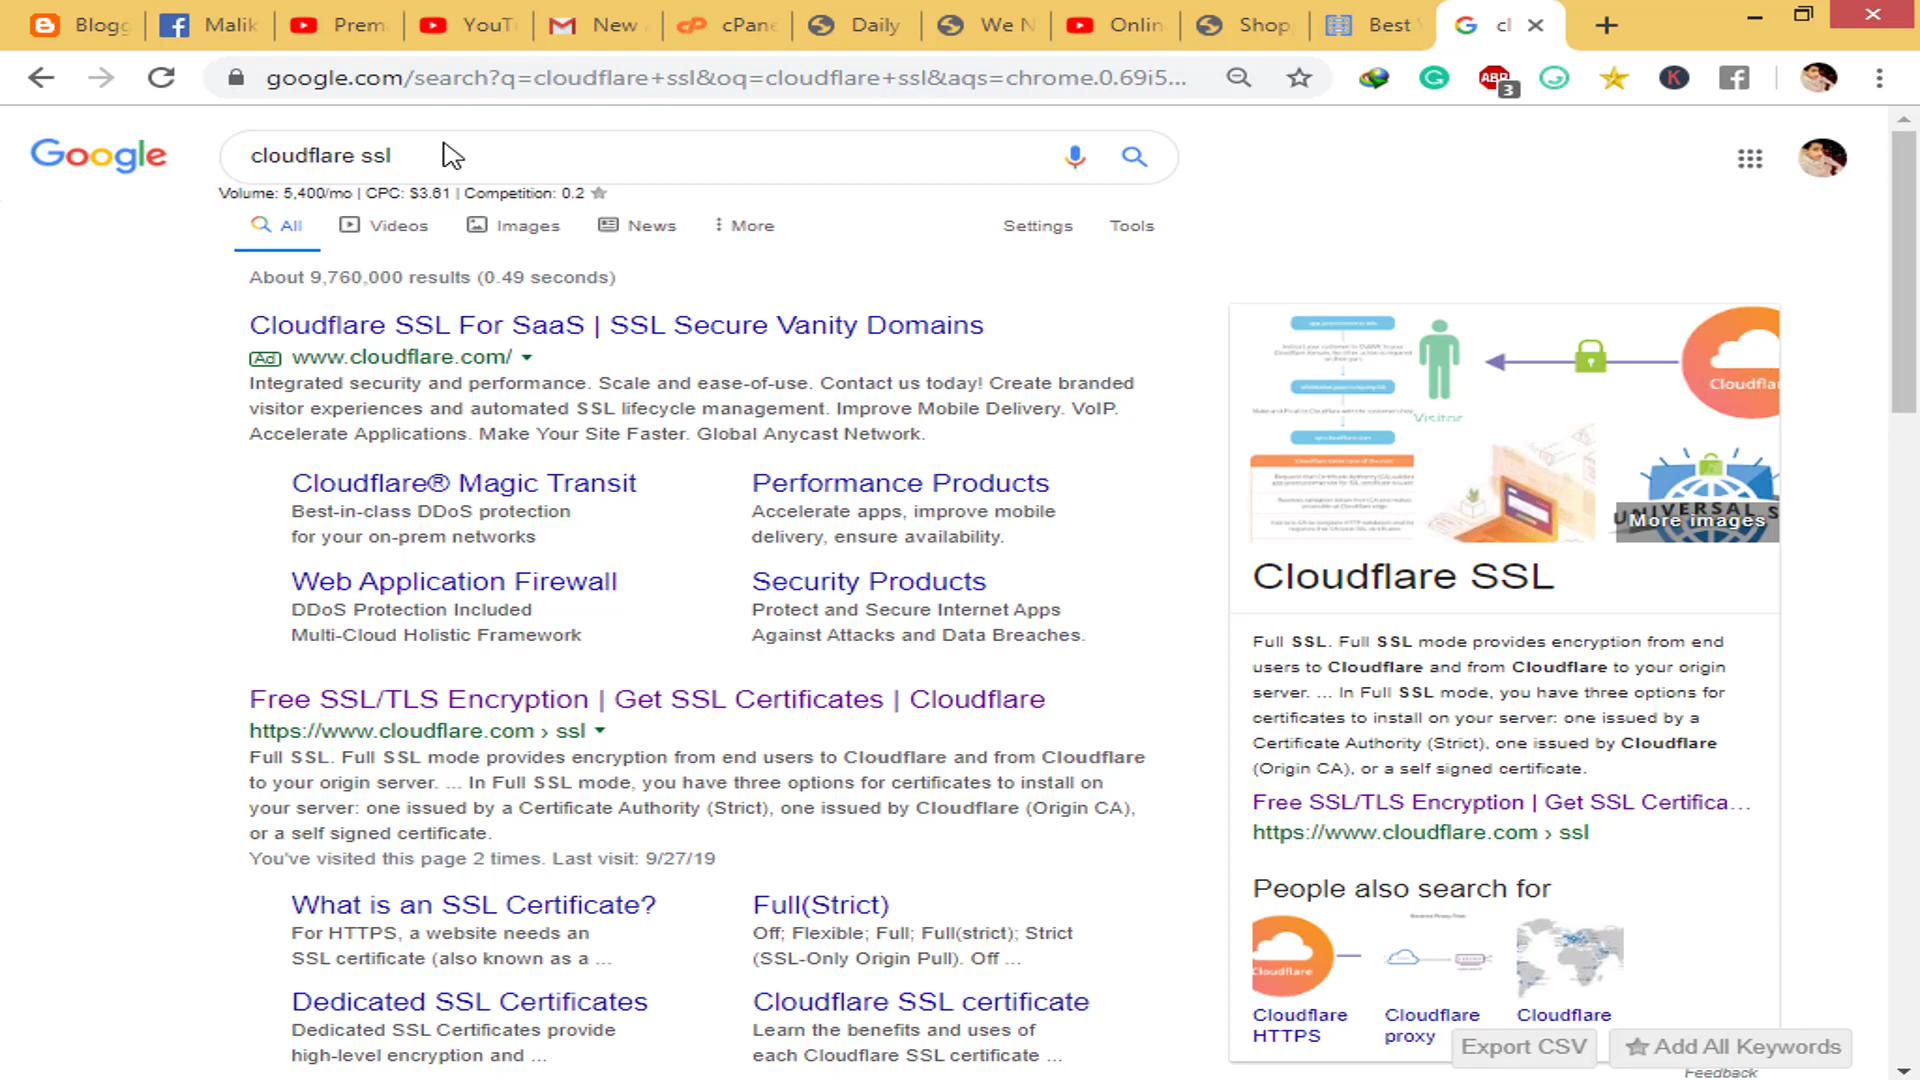 Blogg
Malik
Prem
YouT
New
cPane
Daily
We N
Onlin
Shop
Best
cl
google.com/search?q=cloudflare+ssl&oq=cloudflare+ssl&aqs=chrome.0.69i5...
ABP
3
K
Google
cloudflare ssl
Volume: 5,400/mo | CPC: $3.61 | Competition: 0.2
All
Videos
Images
News
More
Settings
Tools
About 9,760,000 results (0.49 seconds)
Cloudflare SSL For SaaS | SSL Secure Vanity Domains
Ad www.cloudflare.com/
Integrated security and performance. Scale and ease-of-use. Contact us today! Create branded
visitor experiences and automated SSL lifecycle management. Improve Mobile Delivery. VoIP.
Accelerate Applications. Make Your Site Faster. Global Anycast Network.
Cloudflare® Magic Transit
Best-in-class DDoS protection
for your on-prem networks
Performance Products
Accelerate apps, improve mobile
delivery, ensure availability.
Web Application Firewall
DDoS Protection Included
Multi-Cloud Holistic Framework
Security Products
Protect and Secure Internet Apps
Against Attacks and Data Breaches.
Free SSL/TLS Encryption | Get SSL Certificates | Cloudflare
https://www.cloudflare.com › ssl
Full SSL. Full SSL mode provides encryption from end users to Cloudflare and from Cloudflare
to your origin server. ... In Full SSL mode, you have three options for certificates to install on
your server: one issued by a Certificate Authority (Strict), one issued by Cloudflare (Origin CA),
or a self signed certificate.
You've visited this page 2 times. Last visit: 9/27/19
What is an SSL Certificate?
For HTTPS, a website needs an
SSL certificate (also known as a ...
Full(Strict)
Off; Flexible; Full; Full(strict); Strict
(SSL-Only Origin Pull). Off ...
Dedicated SSL Certificates
Dedicated SSL Certificates provide
high-level encryption and ...
Cloudflare SSL certificate
Learn the benefits and uses of
each Cloudflare SSL certificate ...
Visitor
Cloudflar
UNIVERSAL S
More images
Cloudflare SSL
Full SSL. Full SSL mode provides encryption from end
users to Cloudflare and from Cloudflare to your origin
server. ... In Full SSL mode, you have three options for
certificates to install on your server: one issued by a
Certificate Authority (Strict), one issued by Cloudflare
(Origin CA), or a self signed certificate.
Free SSL/TLS Encryption | Get SSL Certifica...
https://www.cloudflare.com › ssl
People also search for
Cloudflare
Cloudflare
HTTPS
Cloudflare
proxy
Cloudflare
Export CSV
Add All Keywords
Feedback